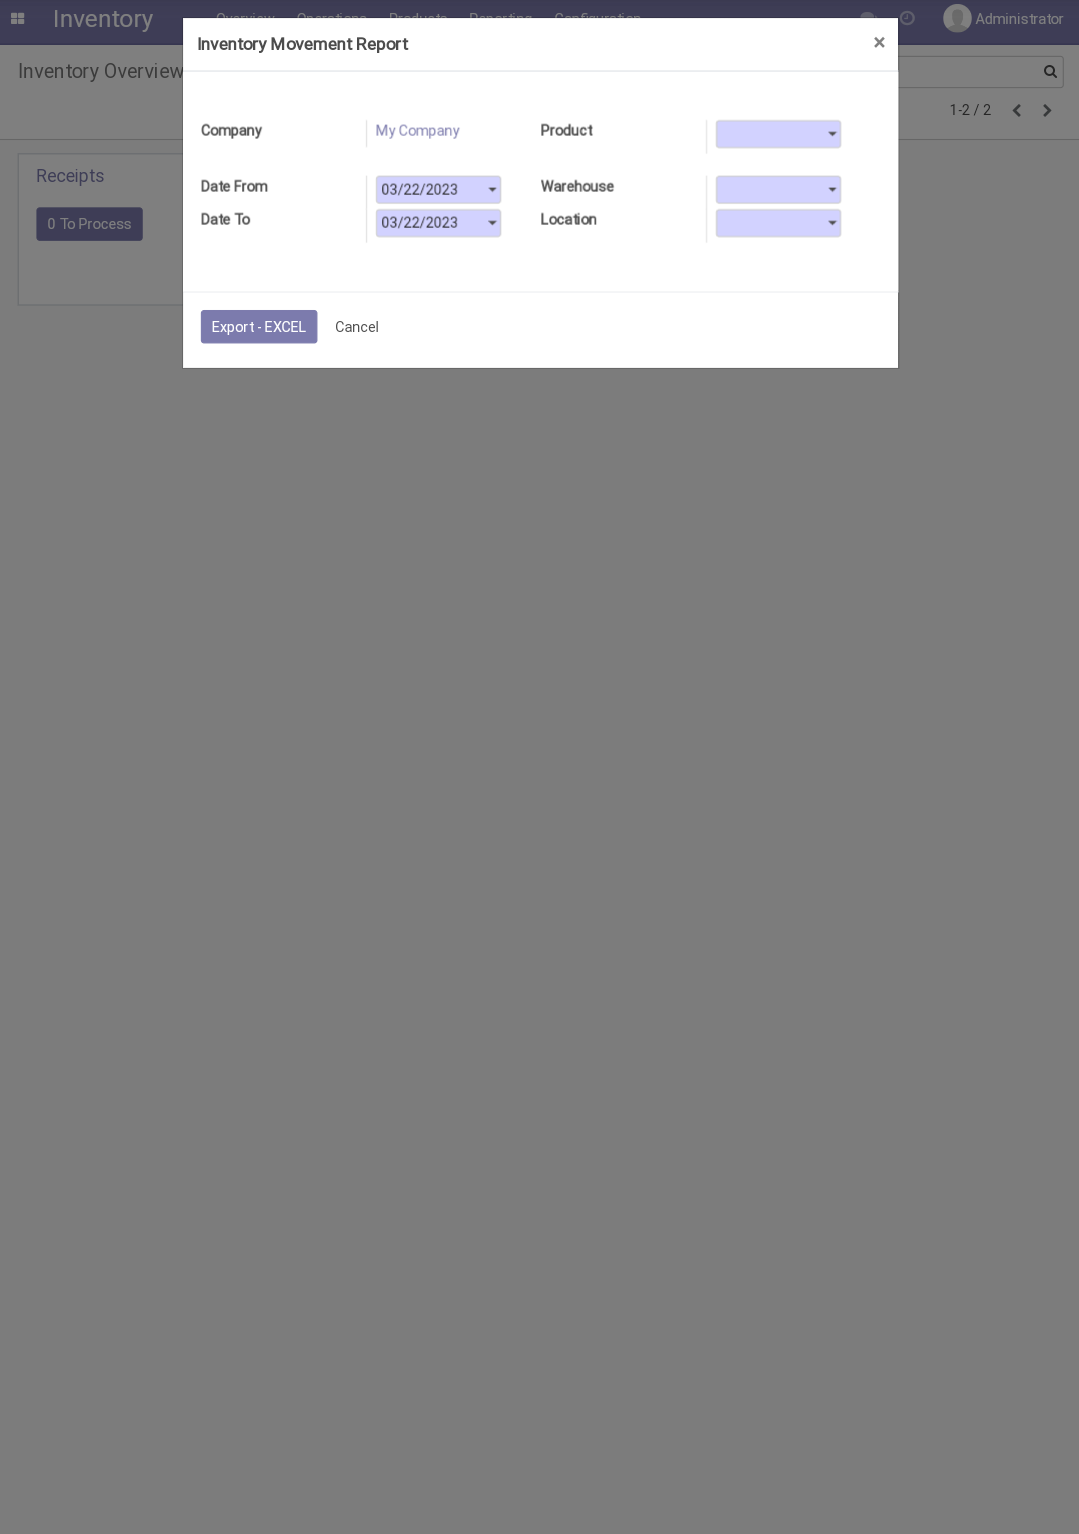 Inventory Overview Operations Products Reporting Configuration Administrator
Inventory Movement Report ×
Inventory Overview
1-2 / 2
Company My Company Product
Receipts
Date From 03/22/2023 Warehouse
0 To Process Date To 03/22/2023 Location
Export - EXCEL Cancel